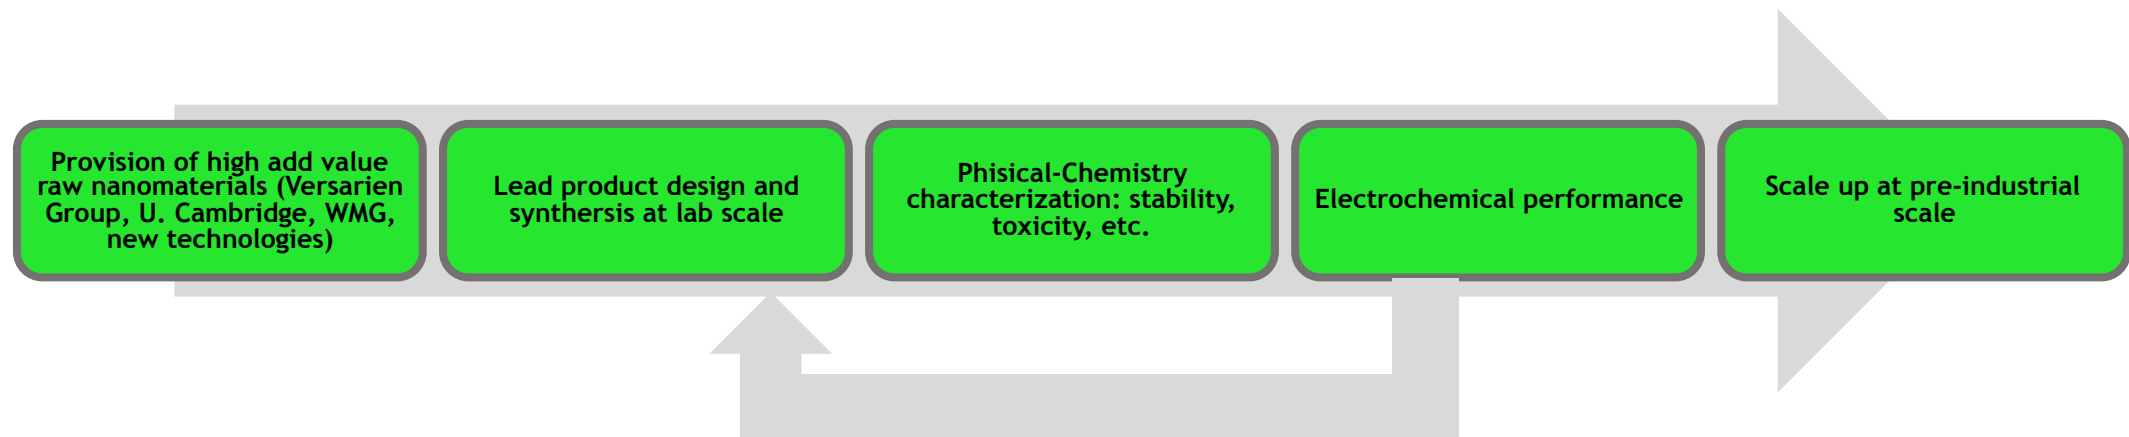 Provision of high add value
raw nanomaterials (Versarien
Group, U. Cambridge, WMG,
new technologies)
Lead product design and
synthersis at lab scale
Phisical-Chemistry
characterization: stability,
toxicity, etc.
Electrochemical performance
Scale up at pre-industrial
scale